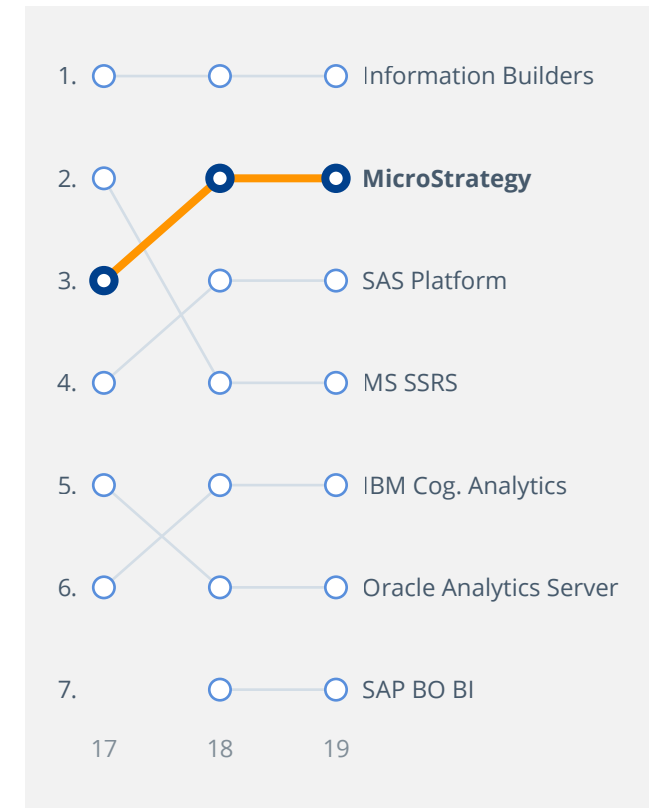 1. Information Builders
2. MicroStrategy
3. SAS Platform
4. MS SSRS
5. IBM Cog. Analytics
6. Oracle Analytics Server
7. SAP BO BI
17 18 19